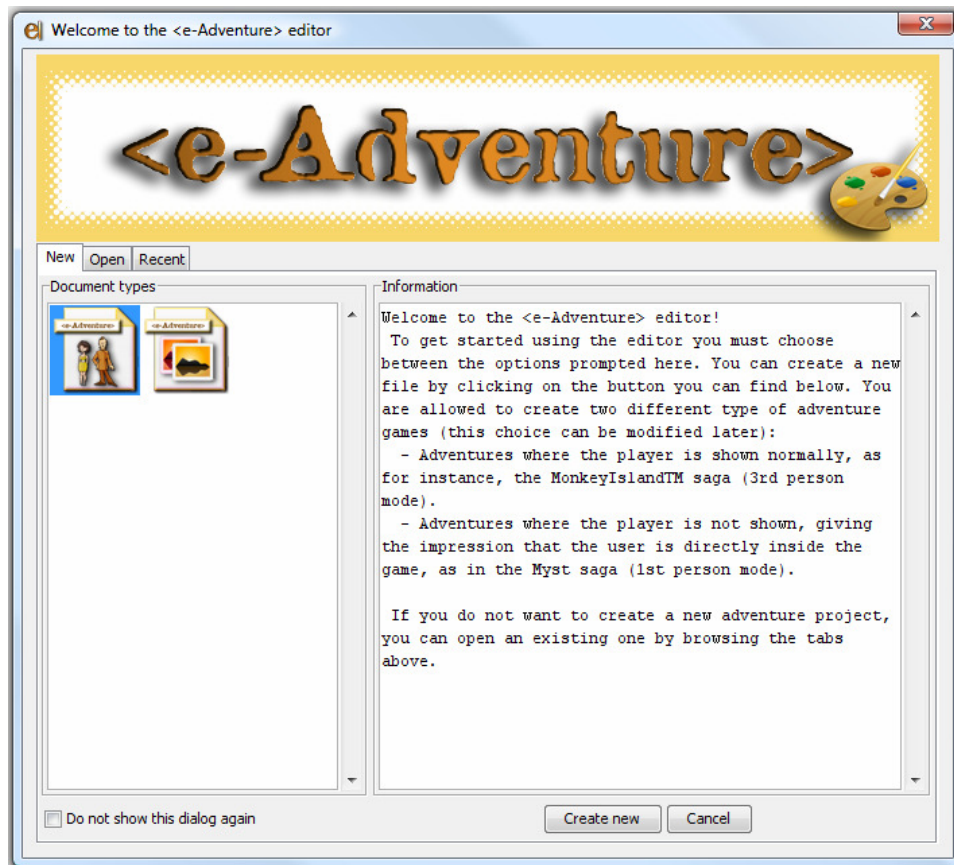 Welcome to the <e-Adventure> editor
<e-Adventure>
New Open Recent
Document types
<e-Adventure> <e-Adventure>
Information
Welcome to the <e-Adventure> editor!
To get started using the editor you must choose
between the options prompted here. You can create a new
file by clicking on the button you can find below. You
are allowed to create two different type of adventure
games (this choice can be modified later):
- Adventures where the player is shown normally, as
for instance, the MonkeyIslandTM saga (3rd person
mode).
- Adventures where the player is not shown, giving
the impression that the user is directly inside the
game, as in the Myst saga (1st person mode).
If you do not want to create a new adventure project,
you can open an existing one by browsing the tabs
above.
Do not show this dialog again
Create new Cancel